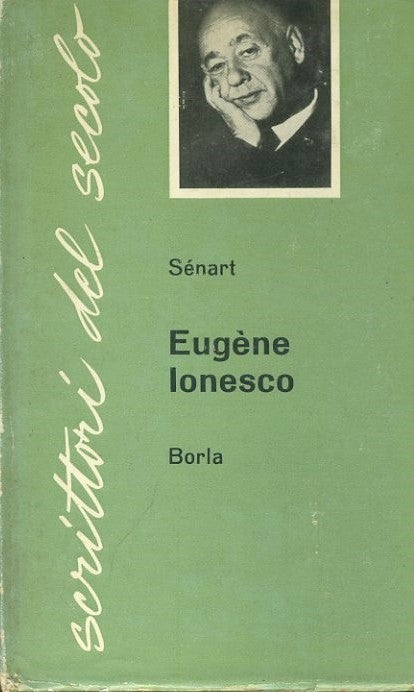 scrittori del secolo
Sénart
Eugène
Ionesco
Borla